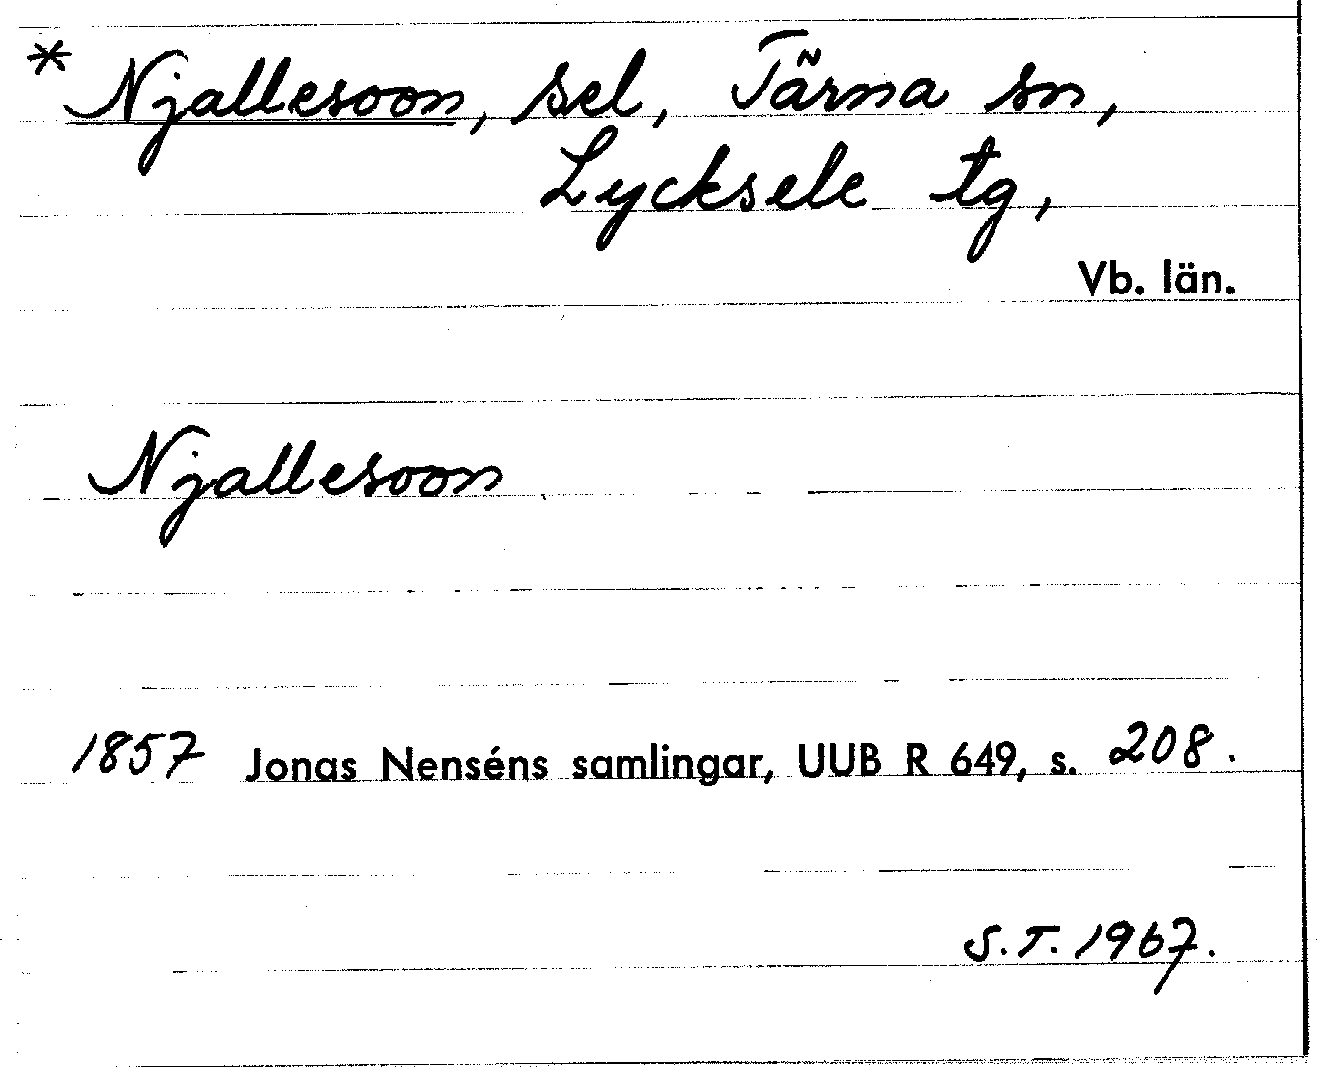 * Njallesoon, sel, Tärna sn,
Lycksele tg,
Vb. län.
Njallesoon
1857 Jonas Nenséns samlingar, UUB R 649, s. 208.
S.T. 1967.